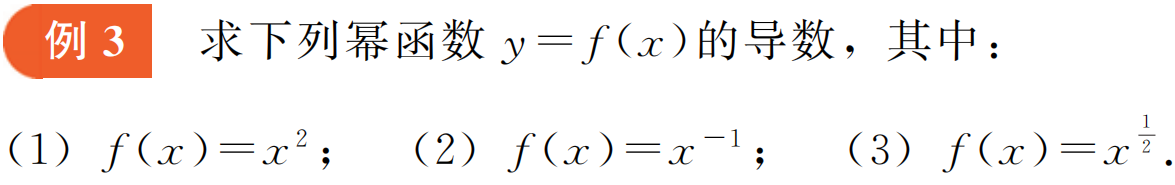 例 3 求下列幂函数 y=f(x)的导数，其中：
(1) f(x)=x²； (2) f(x)=x⁻¹； (3) f(x)=x^{\frac{1}{2}}.